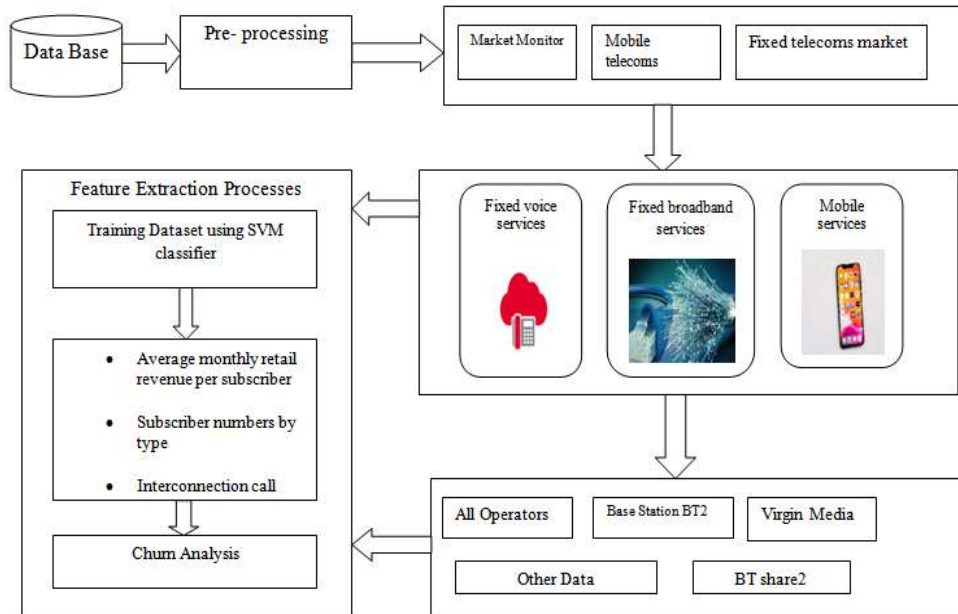 Data Base
Pre- processing
Market Monitor
Mobile
telecoms
Fixed telecoms market
Feature Extraction Processes
Training Dataset using SVM
classifier
● Average monthly retail
revenue per subscriber
● Subscriber numbers by
type
● Interconnection call
Churn Analysis
Fixed voice
services
Fixed broadband
services
Mobile
services
All Operators
Base Station BT2
Virgin Media
Other Data
BT share2